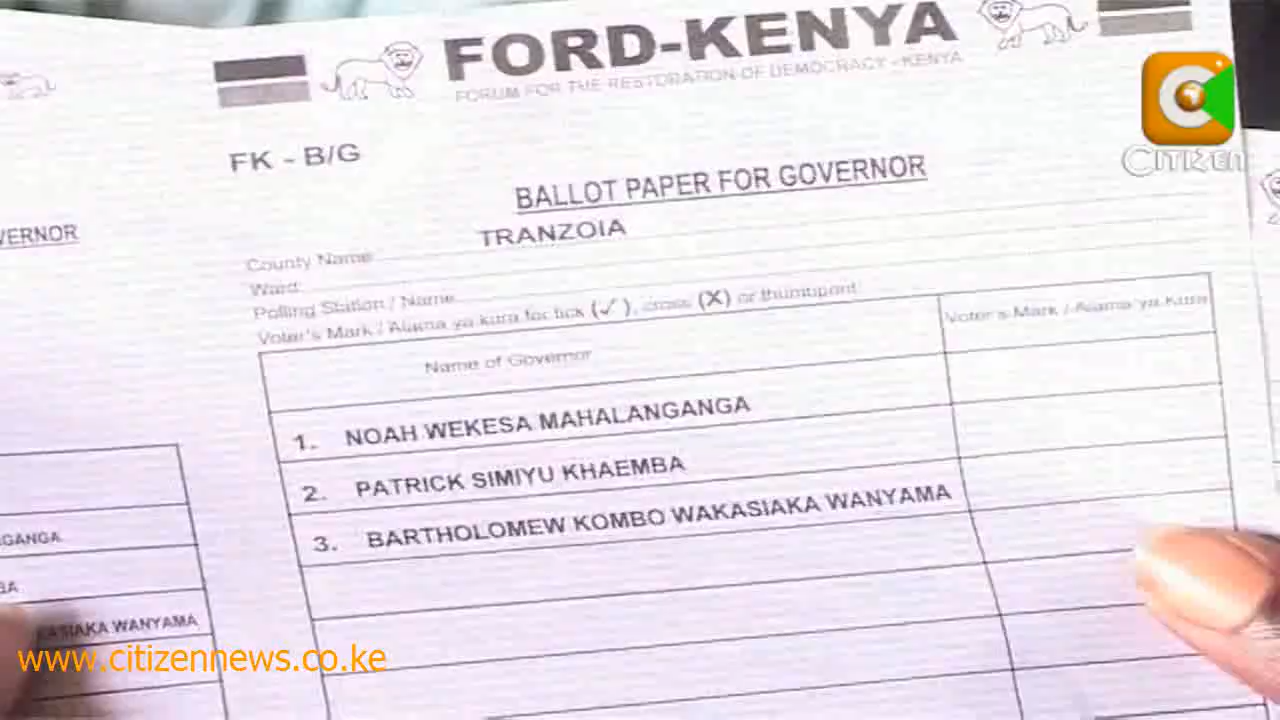 FORD-KENYA
FORUM FOR THE RESTORATION OF DEMOCRACY - KENYA
CITIZEN
FK - B/G
BALLOT PAPER FOR GOVERNOR
VERNOR
TRANZOIA
County Name
Ward
Polling Station / Name
Voter's Mark / Alama ya kura for tick (✓), cross (X) or thumbprint
Name of Governor
Voter's Mark / Alama ya Kura
1. NOAH WEKESA MAHALANGANGA
2. PATRICK SIMIYU KHAEMBA
3. BARTHOLOMEW KOMBO WAKASIAKA WANYAMA
GANGA
BA
KASIAKA WANYAMA
www.citizennews.co.ke